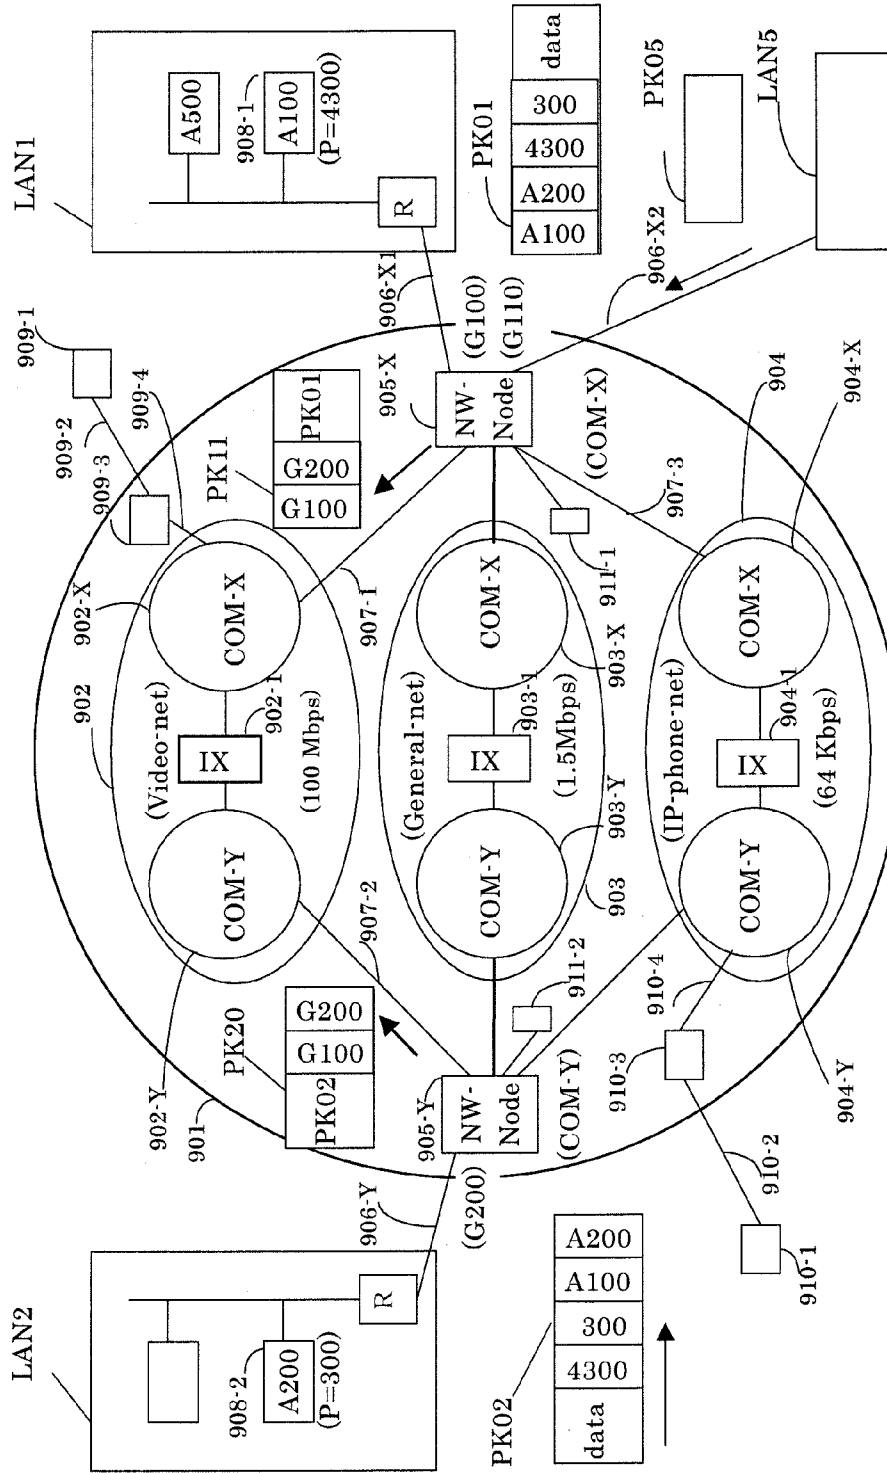 LAN2
908-2
A200
(P=300)
R
906-Y
LAN1
A500
908-1
A100
(P=4300)
R
906-X1
901
902-Y
PK20
PK02
G100
G200
902
902-X
909-1
909-2
909-3
909-4
PK11
G100
G200
PK01
(Video-net)
COM-Y
IX
902-1
COM-X
(100 Mbps)
907-2
907-1
905-Y
NW-
Node
(G200)
(COM-Y)
905-X
NW-
Node
(G100)
(G110)
(COM-X)
(General-net)
COM-Y
IX
903-1
COM-X
(1.5Mbps)
903-Y
903-X
903
911-2
911-1
907-3
906-X2
PK01
A100
A200
4300
300
data
PK05
LAN5
PK02
data
4300
300
A100
A200
910-1
910-2
910-3
910-4
(IP-phone-net)
COM-Y
IX
904-1
COM-X
(64 Kbps)
904-Y
904-X
904